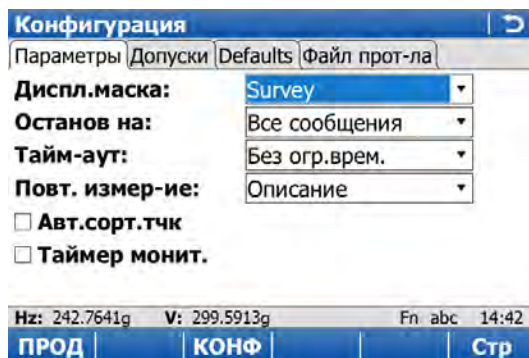 Конфигурация
Параметры Допуски Defaults Файл прот-ла
Диспл.маска: Survey
Останов на: Все сообщения
Тайм-аут: Без огр.врем.
Повт. измер-ие: Описание
Авт.сорт.тчк
Таймер монит.
Hz: 242.7641g V: 299.5913g Fn abc 14:42
ПРОД КОНФ Стр